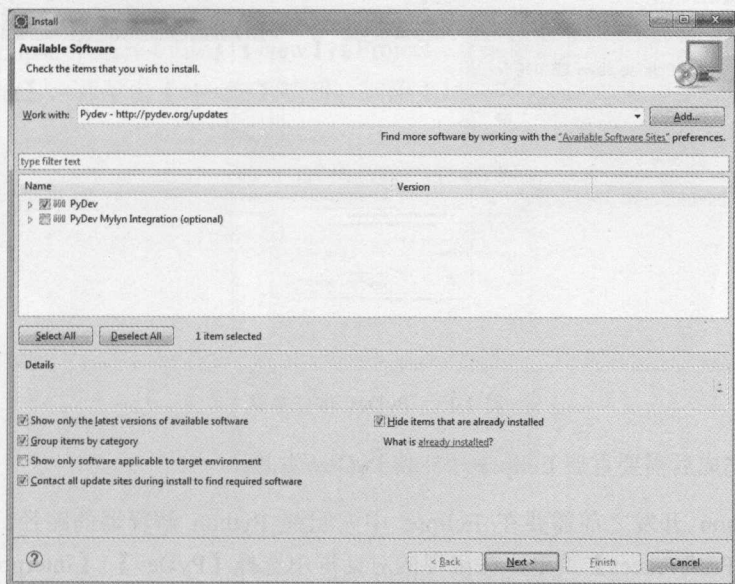 Install
Available Software
Check the items that you wish to install.
Work with: Pydev - http://pydev.org/updates
Add...
Find more software by working with the "Available Software Sites" preferences.
type filter text
Name Version
PyDev
PyDev Mylyn Integration (optional)
Select All Deselect All 1 item selected
Details
Show only the latest versions of available software Hide items that are already installed
Group items by category What is already installed?
Show only software applicable to target environment
Contact all update sites during install to find required software
< Back Next > Finish Cancel